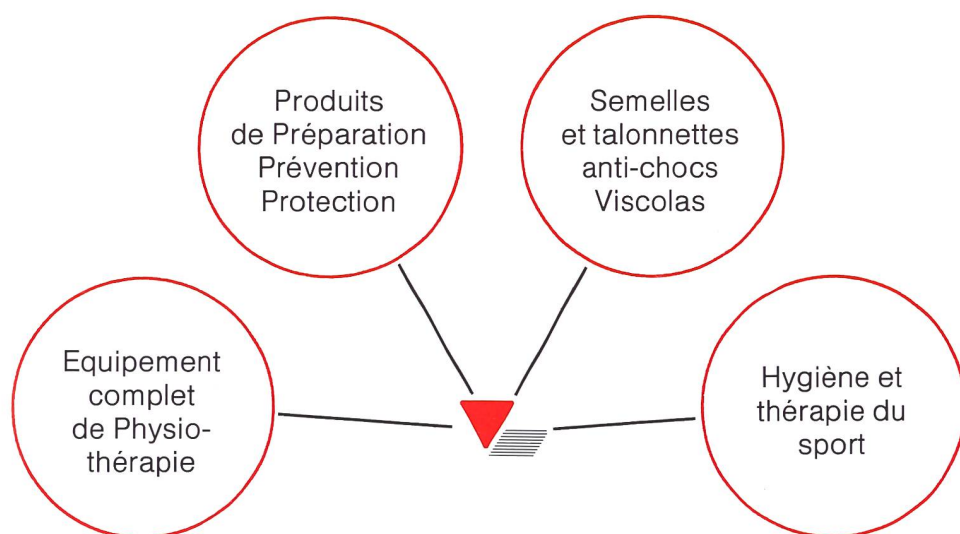 Produits
de Préparation
Prévention
Protection
Semelles
et talonnettes
anti-chocs
Viscolas
Equipement
complet
de Physio-
thérapie
Hygiène et
thérapie du
sport